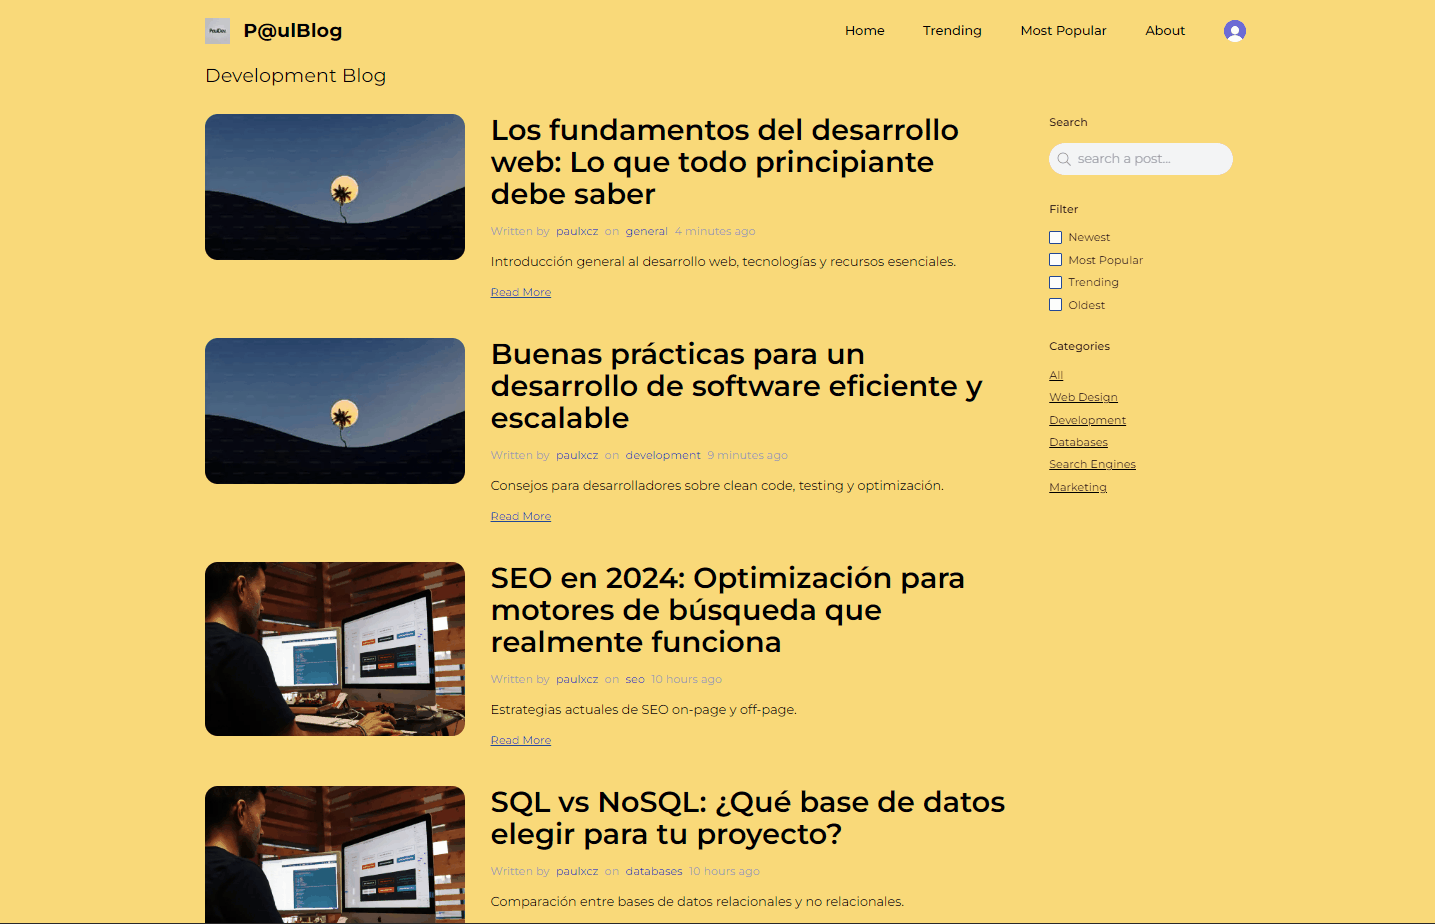 PaulDev P@ulBlog
Home Trending Most Popular About
Development Blog
Los fundamentos del desarrollo
web: Lo que todo principiante
debe saber
Written by paulxcz on general 4 minutes ago
Introducción general al desarrollo web, tecnologías y recursos esenciales.
Read More
Buenas prácticas para un
desarrollo de software eficiente y
escalable
Written by paulxcz on development 9 minutes ago
Consejos para desarrolladores sobre clean code, testing y optimización.
Read More
SEO en 2024: Optimización para
motores de búsqueda que
realmente funciona
Written by paulxcz on seo 10 hours ago
Estrategias actuales de SEO on-page y off-page.
Read More
SQL vs NoSQL: ¿Qué base de datos
elegir para tu proyecto?
Written by paulxcz on databases 10 hours ago
Comparación entre bases de datos relacionales y no relacionales.
Search
search a post...
Filter
Newest
Most Popular
Trending
Oldest
Categories
All
Web Design
Development
Databases
Search Engines
Marketing